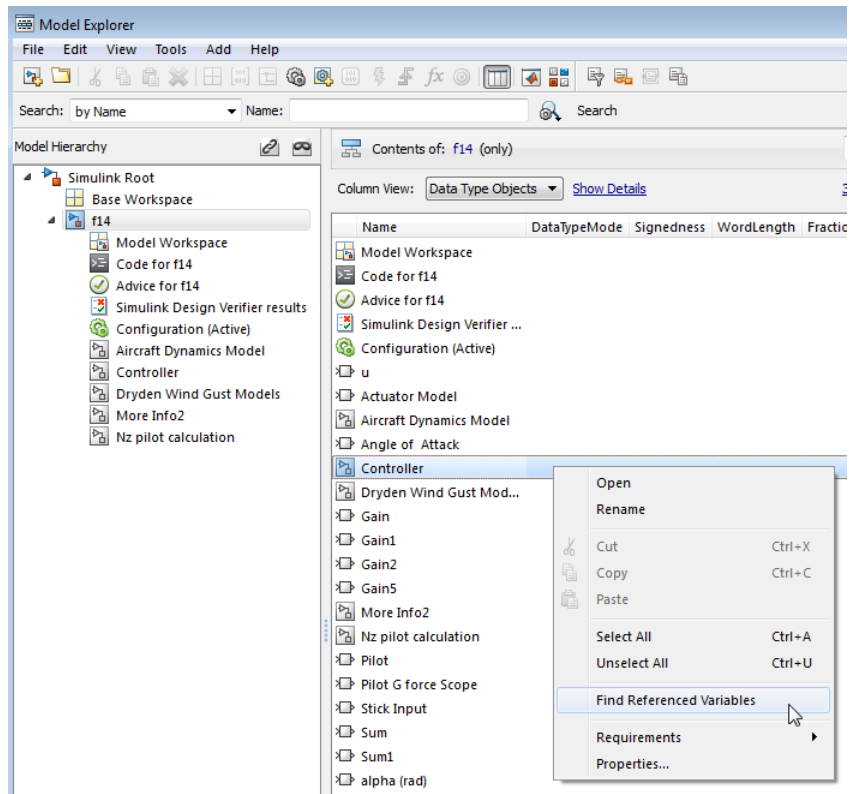 Model Explorer
File Edit View Tools Add Help
Search: by Name Name: Search
Model Hierarchy
Simulink Root
Base Workspace
f14
Model Workspace
Code for f14
Advice for f14
Simulink Design Verifier results
Configuration (Active)
Aircraft Dynamics Model
Controller
Dryden Wind Gust Models
More Info2
Nz pilot calculation
Contents of: f14 (only)
Column View: Data Type Objects Show Details
Name DataTypeMode Signedness WordLength Fractio
Model Workspace
Code for f14
Advice for f14
Simulink Design Verifier ...
Configuration (Active)
u
Actuator Model
Aircraft Dynamics Model
Angle of Attack
Controller
Dryden Wind Gust Mod...
Gain
Gain1
Gain2
Gain5
More Info2
Nz pilot calculation
Pilot
Pilot G force Scope
Stick Input
Sum
Sum1
alpha (rad)
Open
Rename
Cut Ctrl+X
Copy Ctrl+C
Paste
Select All Ctrl+A
Unselect All Ctrl+U
Find Referenced Variables
Requirements
Properties...